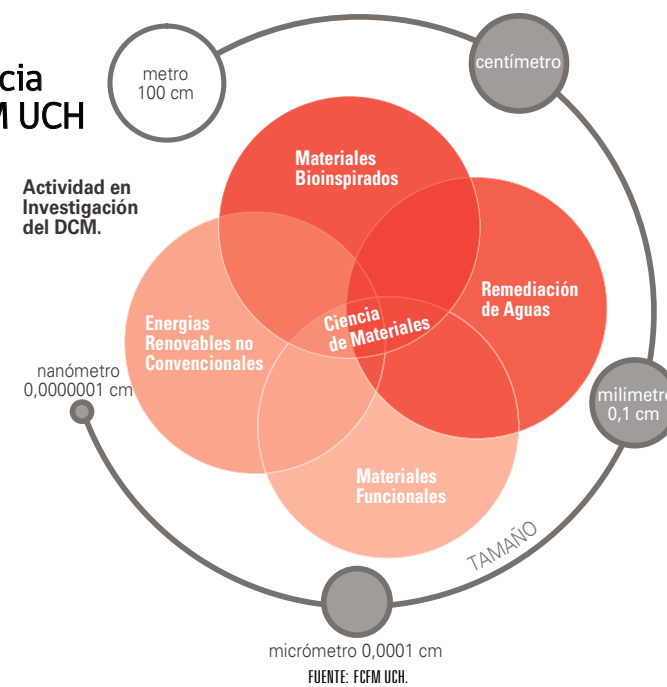 cia
M UCH
Actividad en
Investigación
del DCM.
metro
100 cm
centímetro
Materiales
Bioinspirados
Remediación
de Aguas
Ciencia
de Materiales
Energias
Renovables no
Convencionales
nanómetro
0,0000001 cm
milímetro
0,1 cm
Materiales
Funcionales
TAMAÑO
micrómetro 0,0001 cm
FUENTE: FCFM UCH.